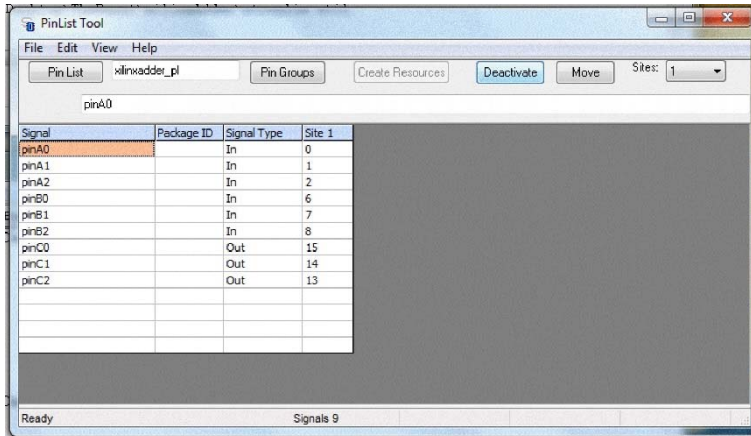 PinList Tool
File Edit View Help
Pin List xilinxadder_pl Pin Groups Create Resources Deactivate Move Sites: 1
pinA0
Signal Package ID Signal Type Site 1
pinA0 In 0
pinA1 In 1
pinA2 In 2
pinB0 In 6
pinB1 In 7
pinB2 In 8
pinC0 Out 15
pinC1 Out 14
pinC2 Out 13
Ready Signals 9